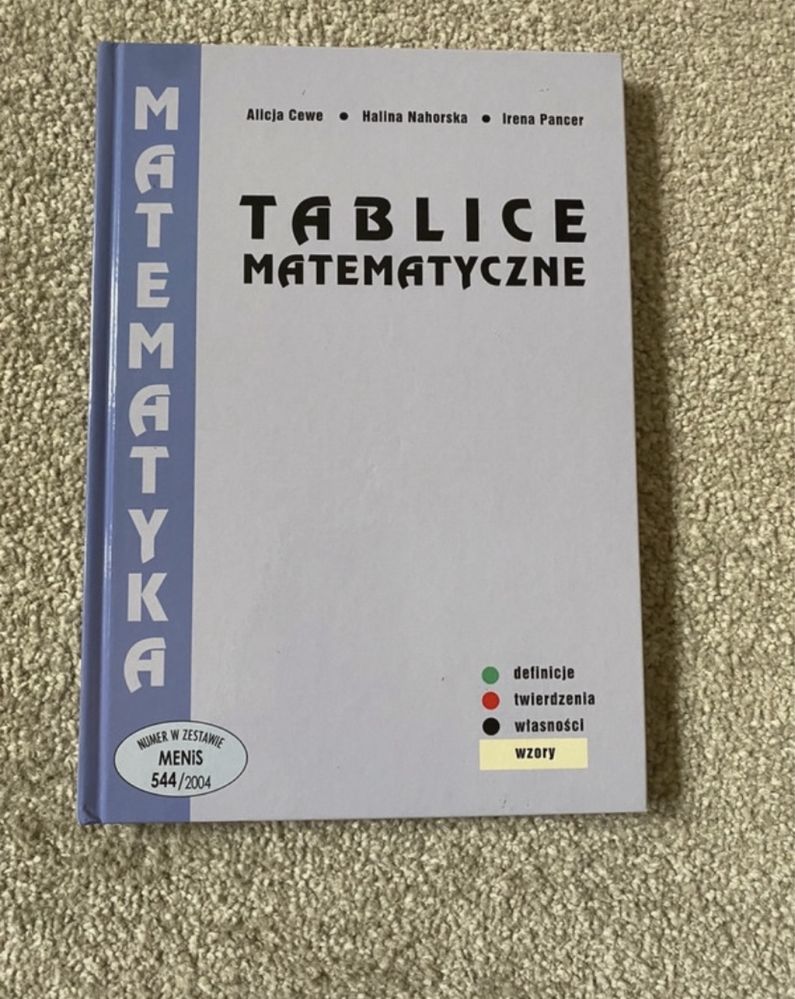 MATEMATYKA
Alicja Cewe • Halina Nahorska • Irena Pancer
TABLICE
MATEMATYCZNE
definicje
twierdzenia
własności
wzory
NUMER W ZESTAWIE
MENiS
544/2004